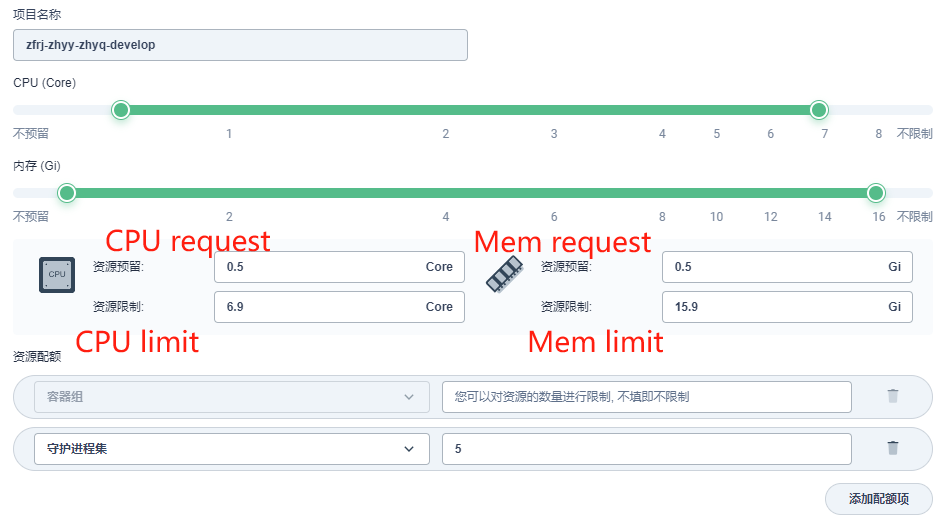 项目名称
zfrj-zhyy-zhyq-develop
CPU (Core)
不预留 1 2 3 4 5 6 7 8 不限制
内存 (Gi)
不预留 2 4 6 8 10 12 14 16 不限制
CPU request Mem request
CPU 资源预留: 0.5 Core 资源预留: 0.5 Gi
资源限制: 6.9 Core 资源限制: 15.9 Gi
CPU limit Mem limit
资源配额
容器组 您可以对资源的数量进行限制, 不填即不限制
守护进程集 5
添加配额项